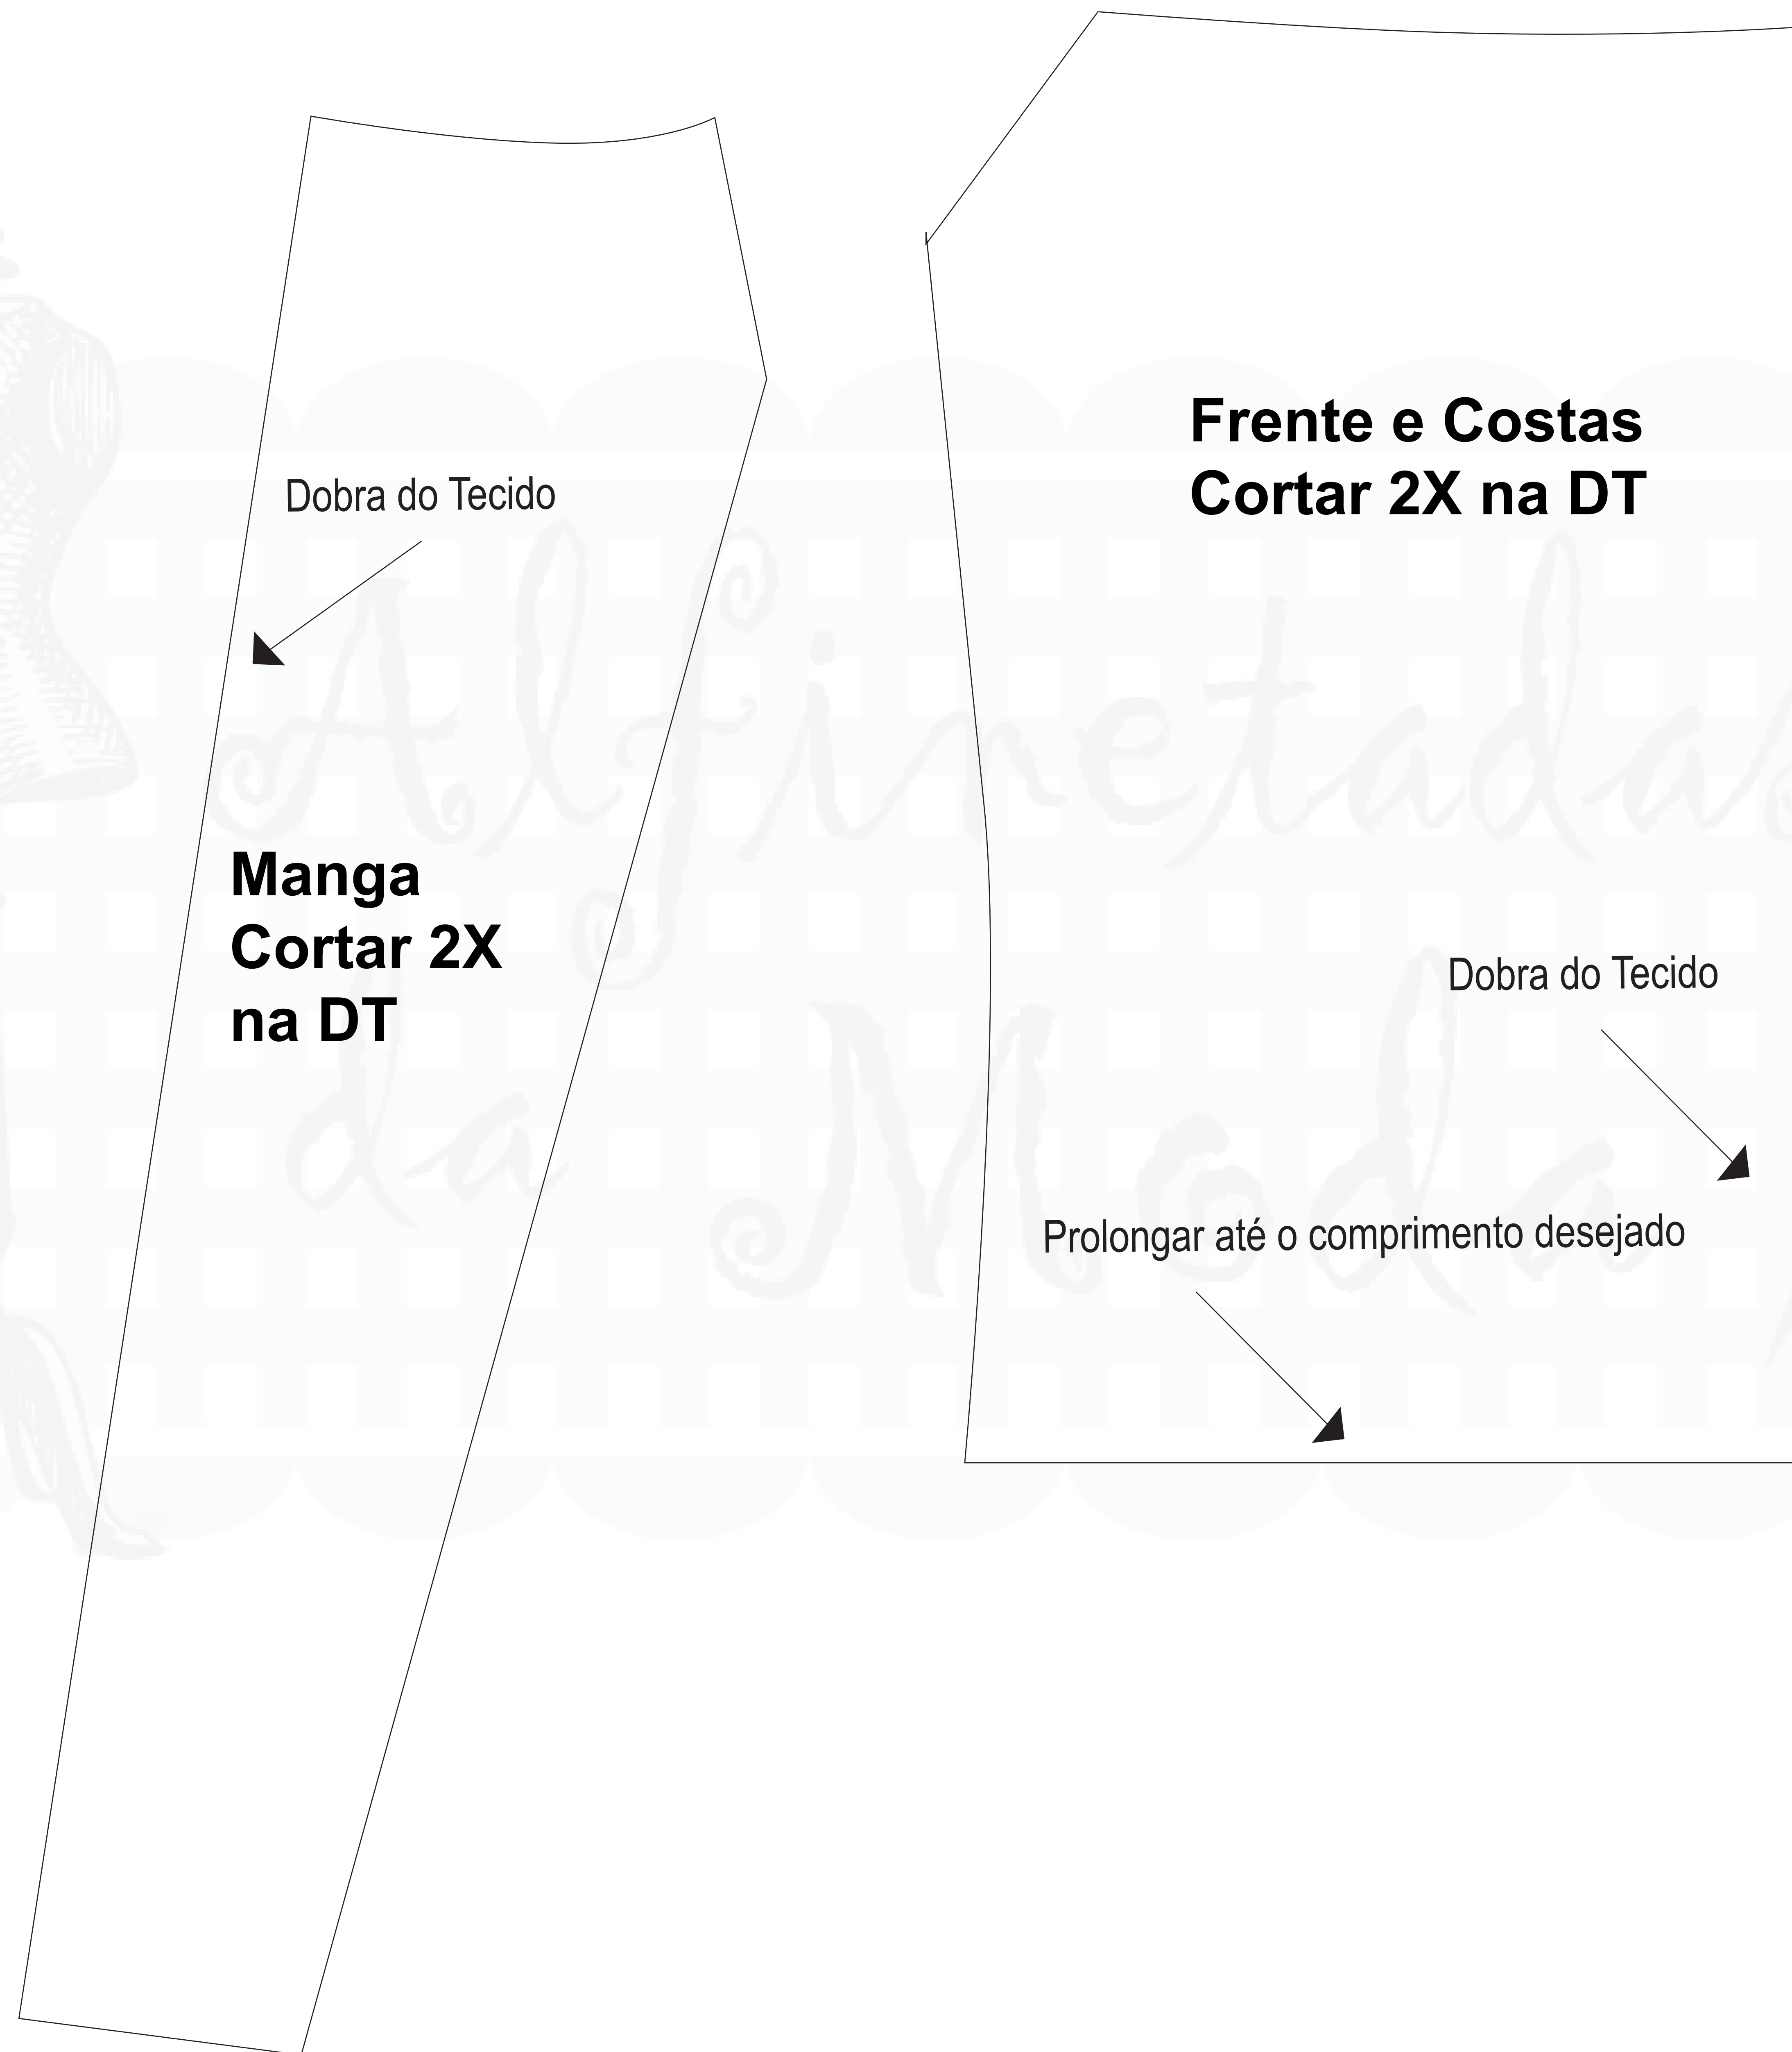 Dobra do Tecido
Manga
Cortar 2X
na DT
Frente e Costas
Cortar 2X na DT
Dobra do Tecido
Prolongar até o comprimento desejado
Alfinetadas
da Moda